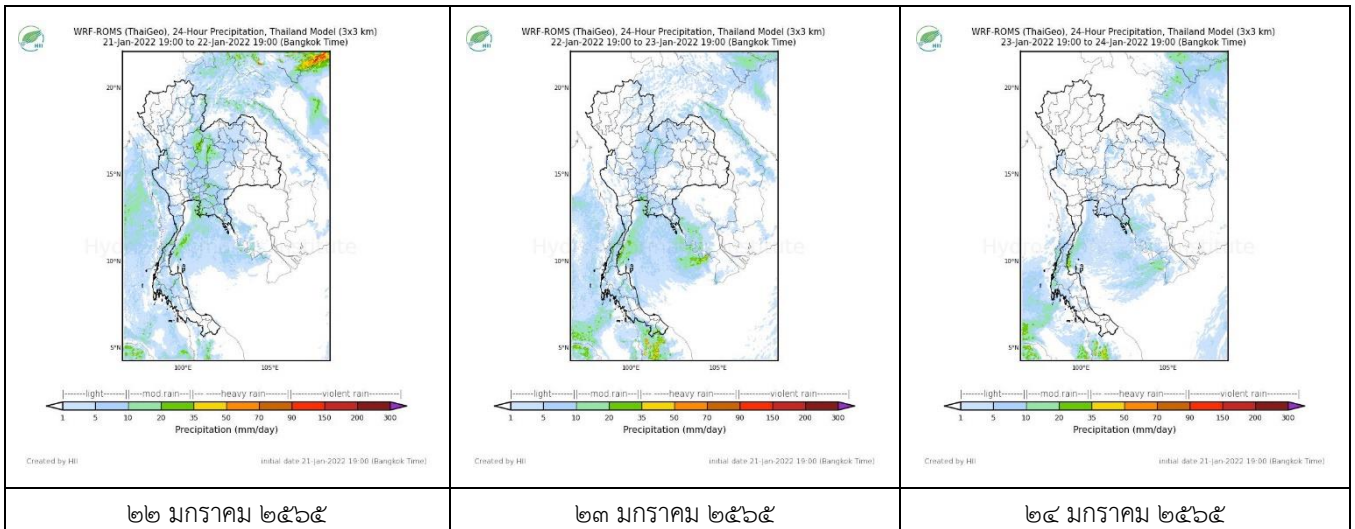 HII
WRF-ROMS (ThaiGeo), 24-Hour Precipitation, Thailand Model (3x3 km)
21-Jan-2022 19:00 to 22-Jan-2022 19:00 (Bangkok Time)
20°N
15°N
10°N
5°N
100°E 105°E
|------light------||----mod.rain---||--- heavy rain------||------violent rain-------|
1 5 10 20 35 50 70 90 150 200 300
Precipitation (mm/day)
Created by HII initial date 21-Jan-2022 19:00 (Bangkok Time)
๒๒ มกราคม ๒๕๖๕
HII
WRF-ROMS (ThaiGeo), 24-Hour Precipitation, Thailand Model (3x3 km)
22-Jan-2022 19:00 to 23-Jan-2022 19:00 (Bangkok Time)
20°N
15°N
10°N
5°N
100°E 105°E
|------light------||----mod.rain---||--- heavy rain------||------violent rain-------|
1 5 10 20 35 50 70 90 150 200 300
Precipitation (mm/day)
Created by HII initial date 21-Jan-2022 19:00 (Bangkok Time)
๒๓ มกราคม ๒๕๖๕
HII
WRF-ROMS (ThaiGeo), 24-Hour Precipitation, Thailand Model (3x3 km)
23-Jan-2022 19:00 to 24-Jan-2022 19:00 (Bangkok Time)
20°N
15°N
10°N
5°N
100°E 105°E
|------light------||----mod.rain---||--- heavy rain------||------violent rain-------|
1 5 10 20 35 50 70 90 150 200 300
Precipitation (mm/day)
Created by HII initial date 21-Jan-2022 19:00 (Bangkok Time)
๒๔ มกราคม ๒๕๖๕